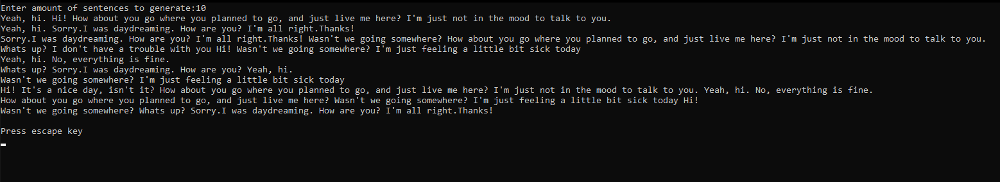 Enter amount of sentences to generate:10
Yeah, hi. Hi! How about you go where you planned to go, and just live me here? I'm just not in the mood to talk to you.
Yeah, hi. Sorry.I was daydreaming. How are you? I'm all right.Thanks!
Sorry.I was daydreaming. How are you? I'm all right.Thanks! Wasn't we going somewhere? How about you go where you planned to go, and just live me here? I'm just not in the mood to talk to you.
Whats up? I don't have a trouble with you Hi! Wasn't we going somewhere? I'm just feeling a little bit sick today
Yeah, hi. No, everything is fine.
Whats up? Sorry.I was daydreaming. How are you? Yeah, hi.
Wasn't we going somewhere? I'm just feeling a little bit sick today
Hi! It's a nice day, isn't it? How about you go where you planned to go, and just live me here? I'm just not in the mood to talk to you. Yeah, hi. No, everything is fine.
How about you go where you planned to go, and just live me here? Wasn't we going somewhere? I'm just feeling a little bit sick today Hi!
Wasn't we going somewhere? Whats up? Sorry.I was daydreaming. How are you? I'm all right.Thanks!
Press escape key